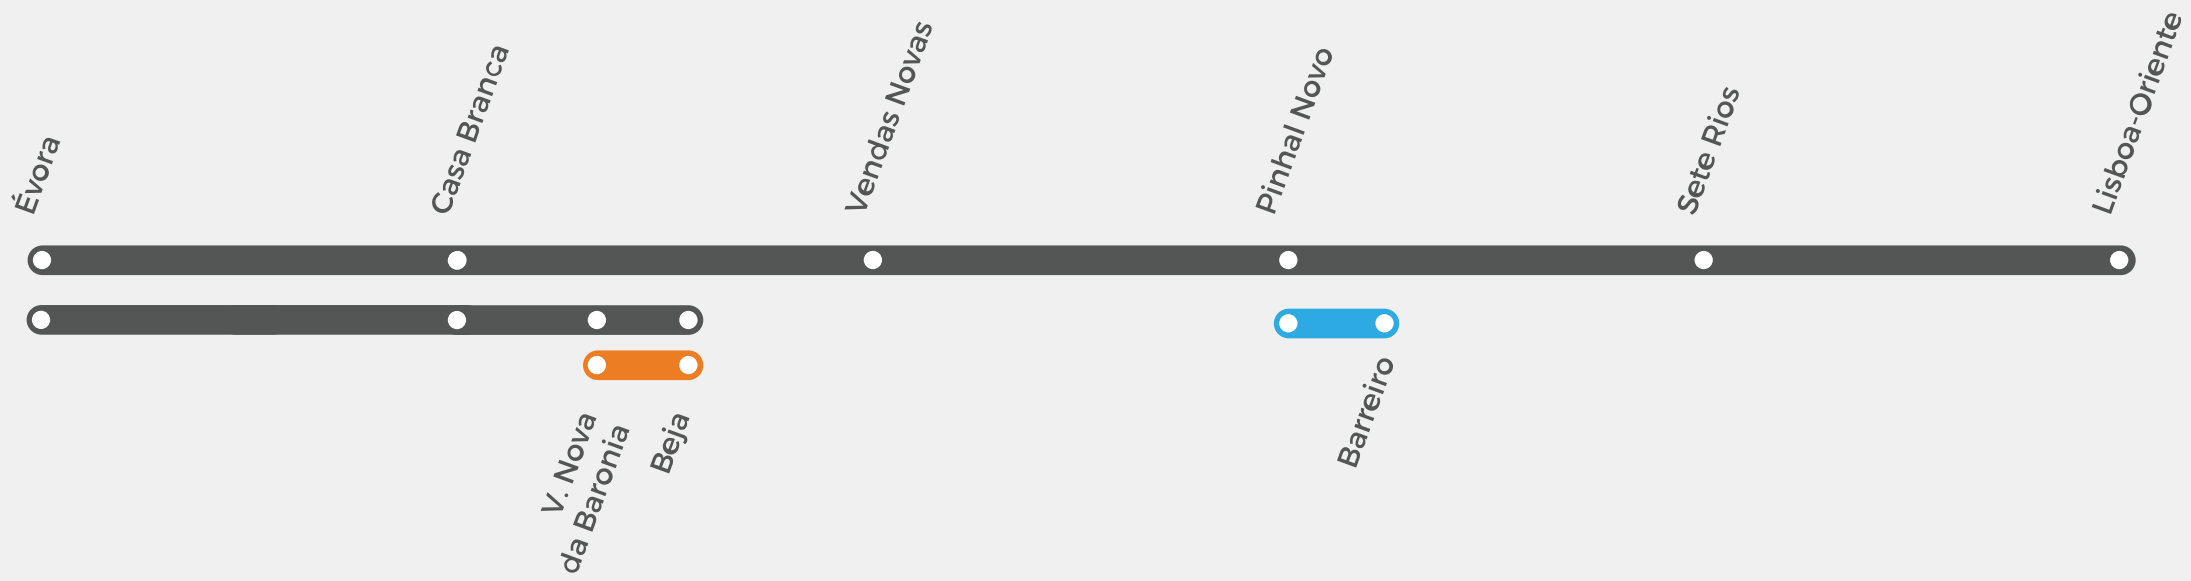 Évora
Casa Branca
Vendas Novas
Pinhal Novo
Sete Rios
Lisboa-Oriente
V. Nova
da Baronia
Beja
Barreiro